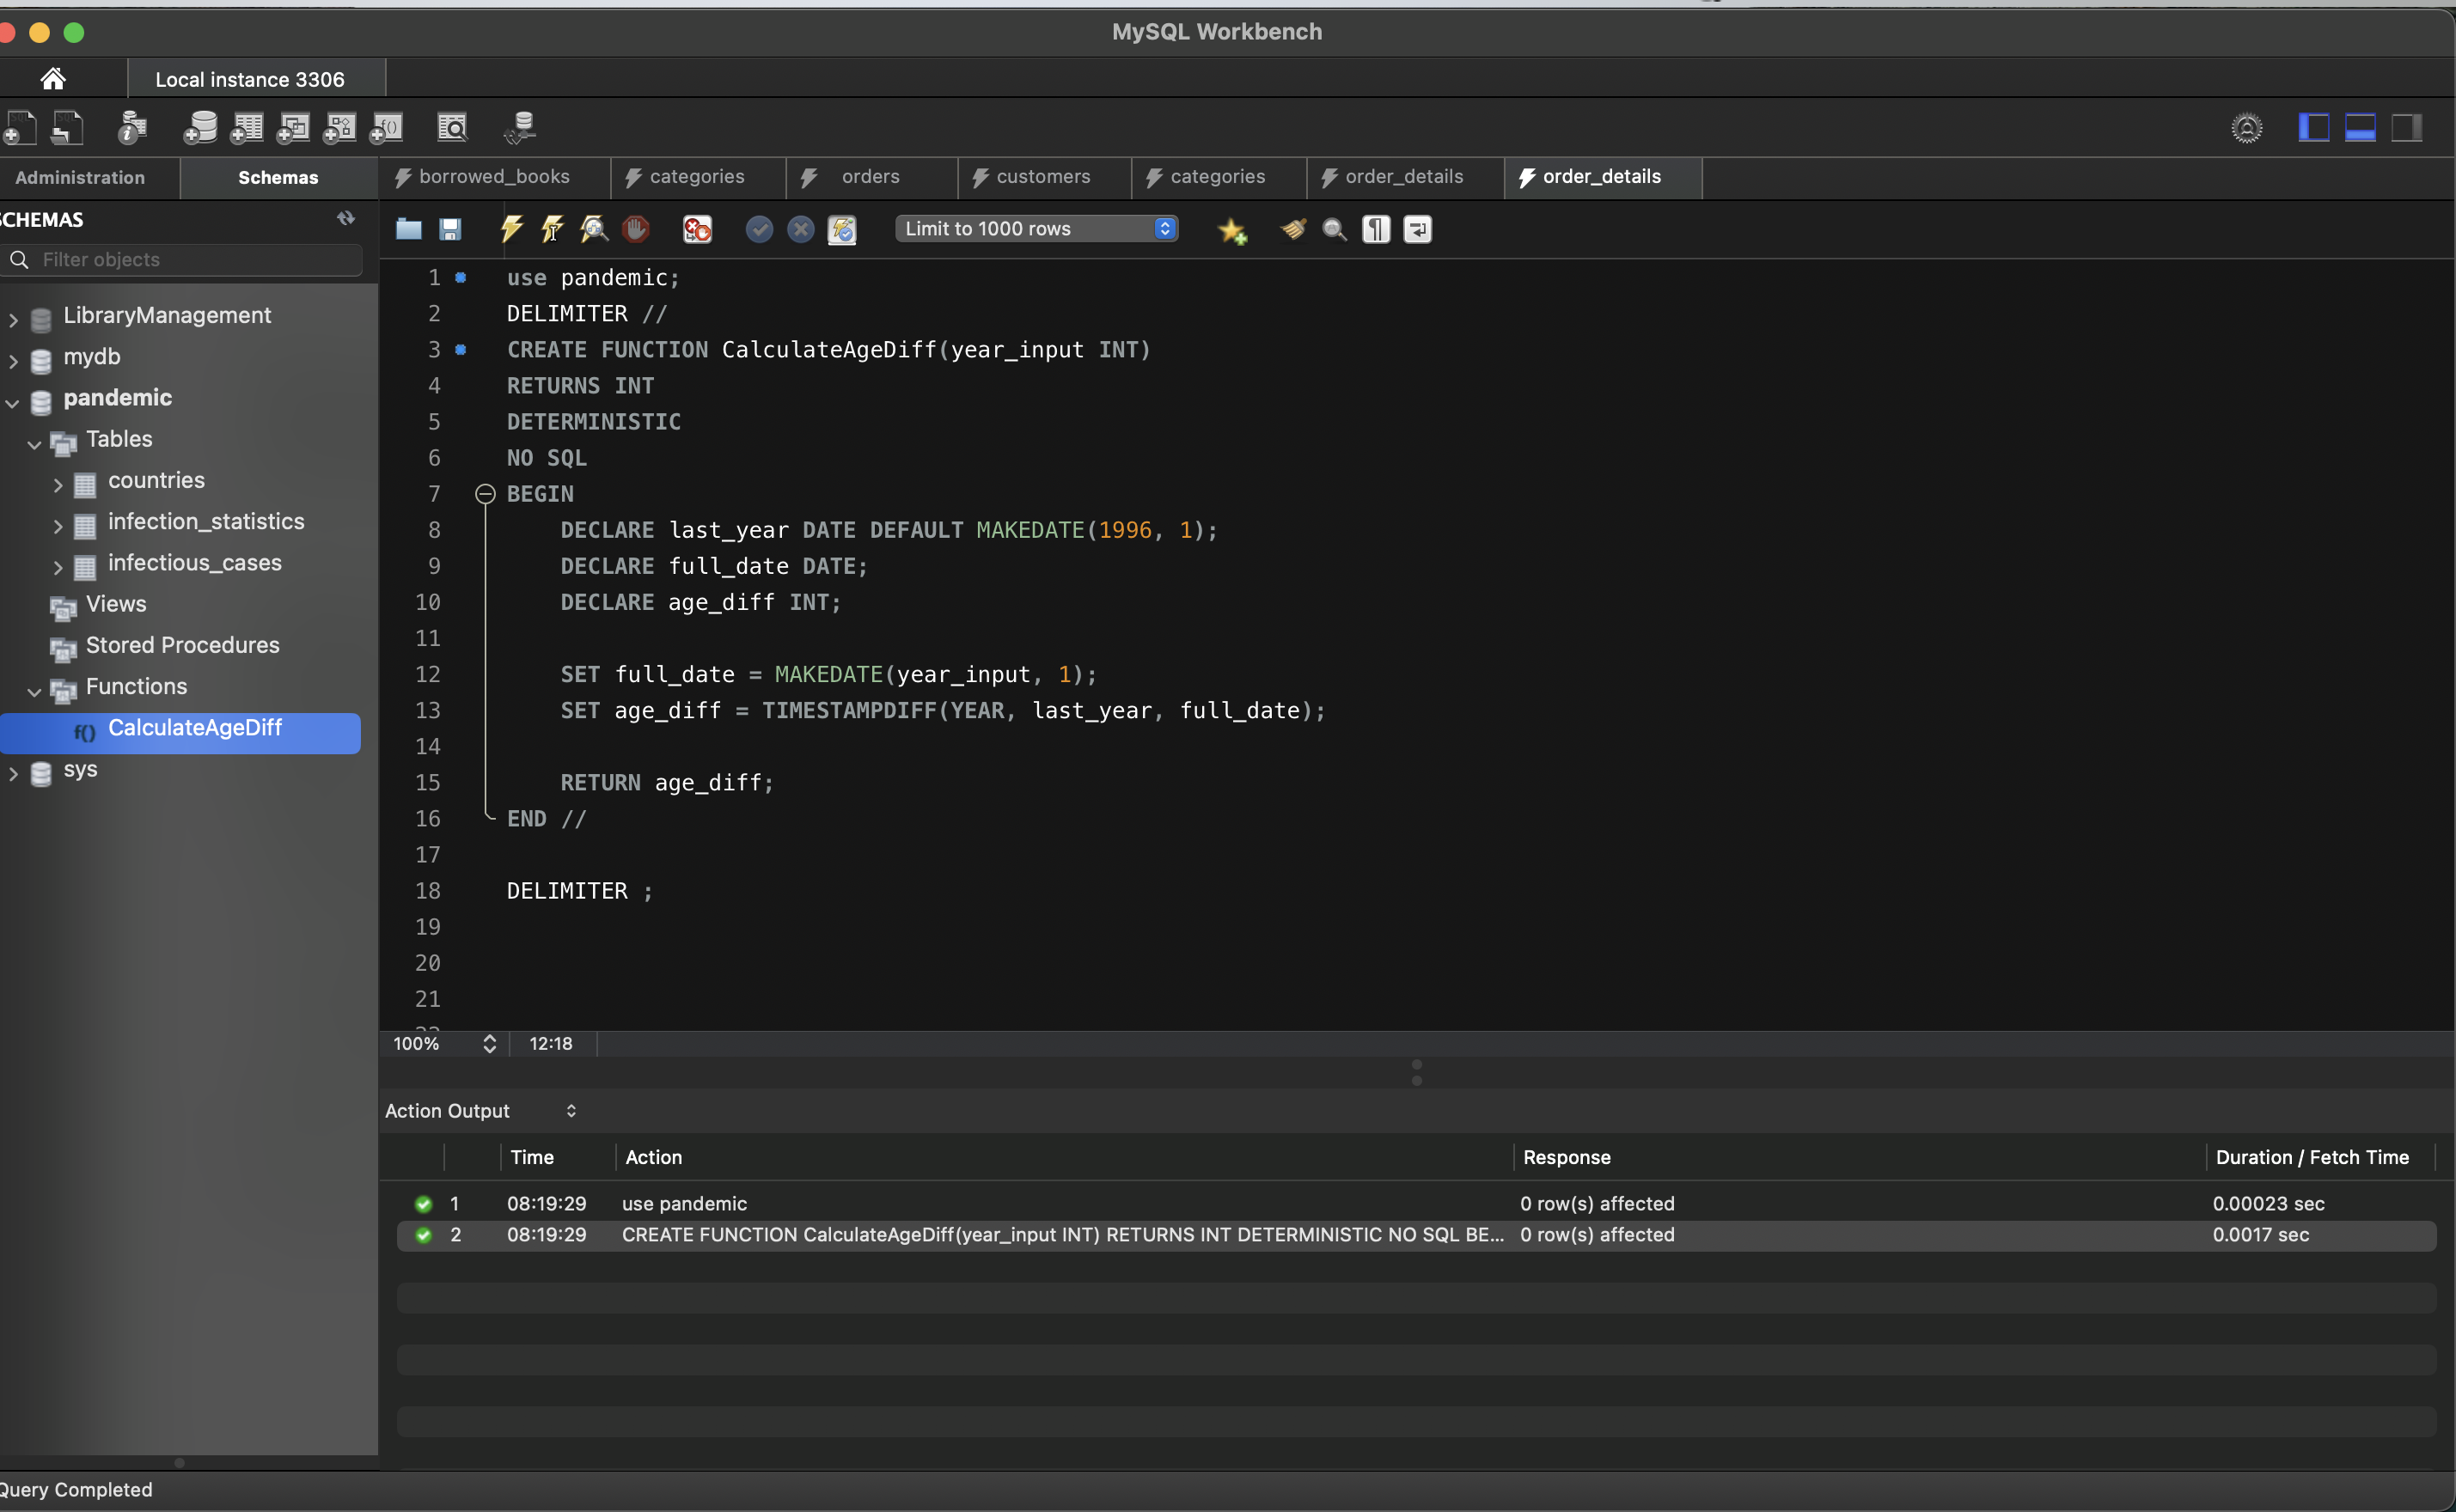 MySQL Workbench
Local instance 3306
Administration
Schemas
borrowed_books
categories
orders
customers
categories
order_details
order_details
SCHEMAS
Filter objects
Limit to 1000 rows
LibraryManagement
mydb
pandemic
Tables
countries
infection_statistics
infectious_cases
Views
Stored Procedures
Functions
f() CalculateAgeDiff
sys
1 use pandemic;
2 DELIMITER //
3 CREATE FUNCTION CalculateAgeDiff(year_input INT)
4 RETURNS INT
5 DETERMINISTIC
6 NO SQL
7 BEGIN
8 DECLARE last_year DATE DEFAULT MAKEDATE(1996, 1);
9 DECLARE full_date DATE;
10 DECLARE age_diff INT;
11
12 SET full_date = MAKEDATE(year_input, 1);
13 SET age_diff = TIMESTAMPDIFF(YEAR, last_year, full_date);
14
15 RETURN age_diff;
16 END //
17
18 DELIMITER ;
19
20
21
100% 12:18
Action Output
Time Action Response Duration / Fetch Time
1 08:19:29 use pandemic 0 row(s) affected 0.00023 sec
2 08:19:29 CREATE FUNCTION CalculateAgeDiff(year_input INT) RETURNS INT DETERMINISTIC NO SQL BE... 0 row(s) affected 0.0017 sec
Query Completed